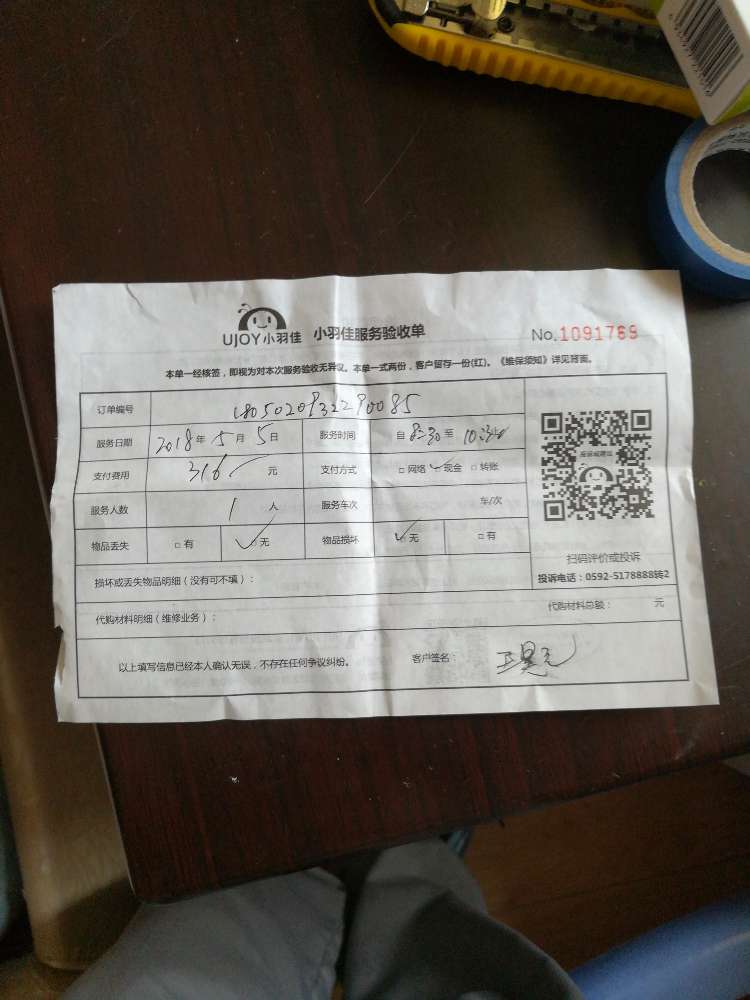 UJOY小羽佳 小羽佳服务验收单 No.1091769
本单一经核签，即视为对本次服务验收无异议。本单一式两份，客户留存一份(红)。《维保须知》详见背面。
订单编号 1805020932290085
服务日期 2018年5月5日 服务时间 自8:30至
支付费用 316元 支付方式 □网络 ✓现金 □转账
服务人数 1人 服务车次 车/次
物品丢失 □有 ✓无 物品损坏 ✓无 □有
扫码评价或投诉
投诉电话：0592-5178888转2
损坏或丢失物品明细（没有可不填）：
代购材料明细（维修业务）： 代购材料总额： 元
以上填写信息已经本人确认无误，不存在任何争议纠纷。 客户签名：